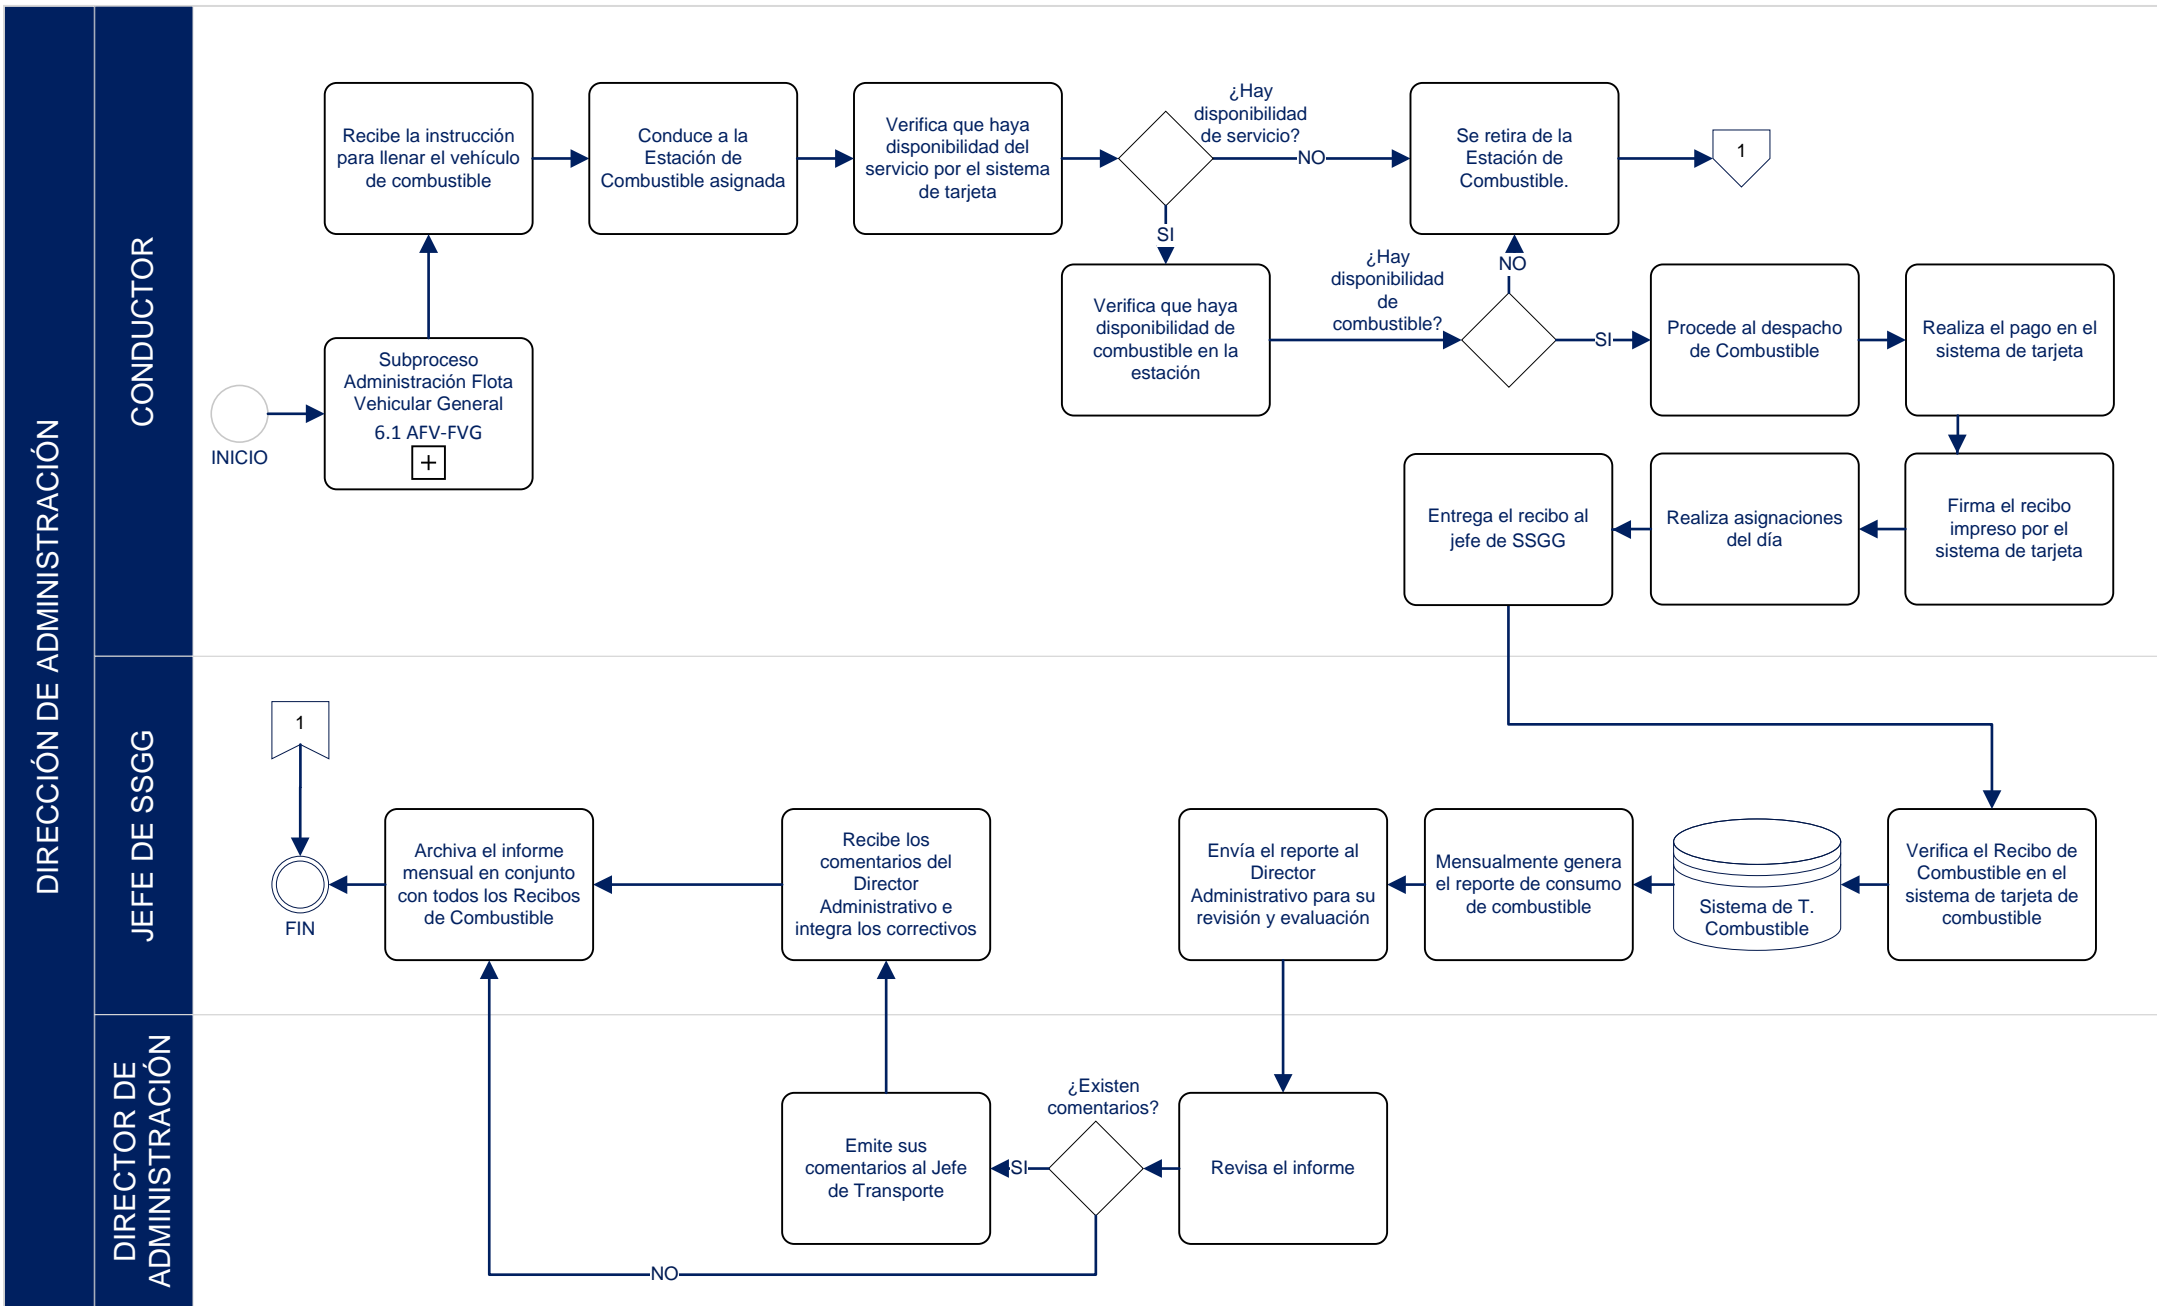 DIRECCIÓN DE ADMINISTRACIÓN
CONDUCTOR
INICIO
Subproceso
Administración Flota
Vehicular General
6.1 AFV-FVG
Recibe la instrucción
para llenar el vehículo
de combustible
Conduce a la
Estación de
Combustible asignada
Verifica que haya
disponibilidad del
servicio por el sistema
de tarjeta
¿Hay
disponibilidad
de servicio?
NO
SI
Se retira de la
Estación de
Combustible.
1
Verifica que haya
disponibilidad de
combustible en la
estación
¿Hay
disponibilidad
de
combustible?
NO
SI
Procede al despacho
de Combustible
Realiza el pago en el
sistema de tarjeta
Firma el recibo
impreso por el
sistema de tarjeta
Realiza asignaciones
del día
Entrega el recibo al
jefe de SSGG
JEFE DE SSGG
Verifica el Recibo de
Combustible en el
sistema de tarjeta de
combustible
Sistema de T.
Combustible
Mensualmente genera
el reporte de consumo
de combustible
Envía el reporte al
Director
Administrativo para su
revisión y evaluación
Recibe los
comentarios del
Director
Administrativo e
integra los correctivos
Archiva el informe
mensual en conjunto
con todos los Recibos
de Combustible
1
FIN
DIRECTOR DE
ADMINISTRACIÓN
Revisa el informe
¿Existen
comentarios?
SI
NO
Emite sus
comentarios al Jefe
de Transporte